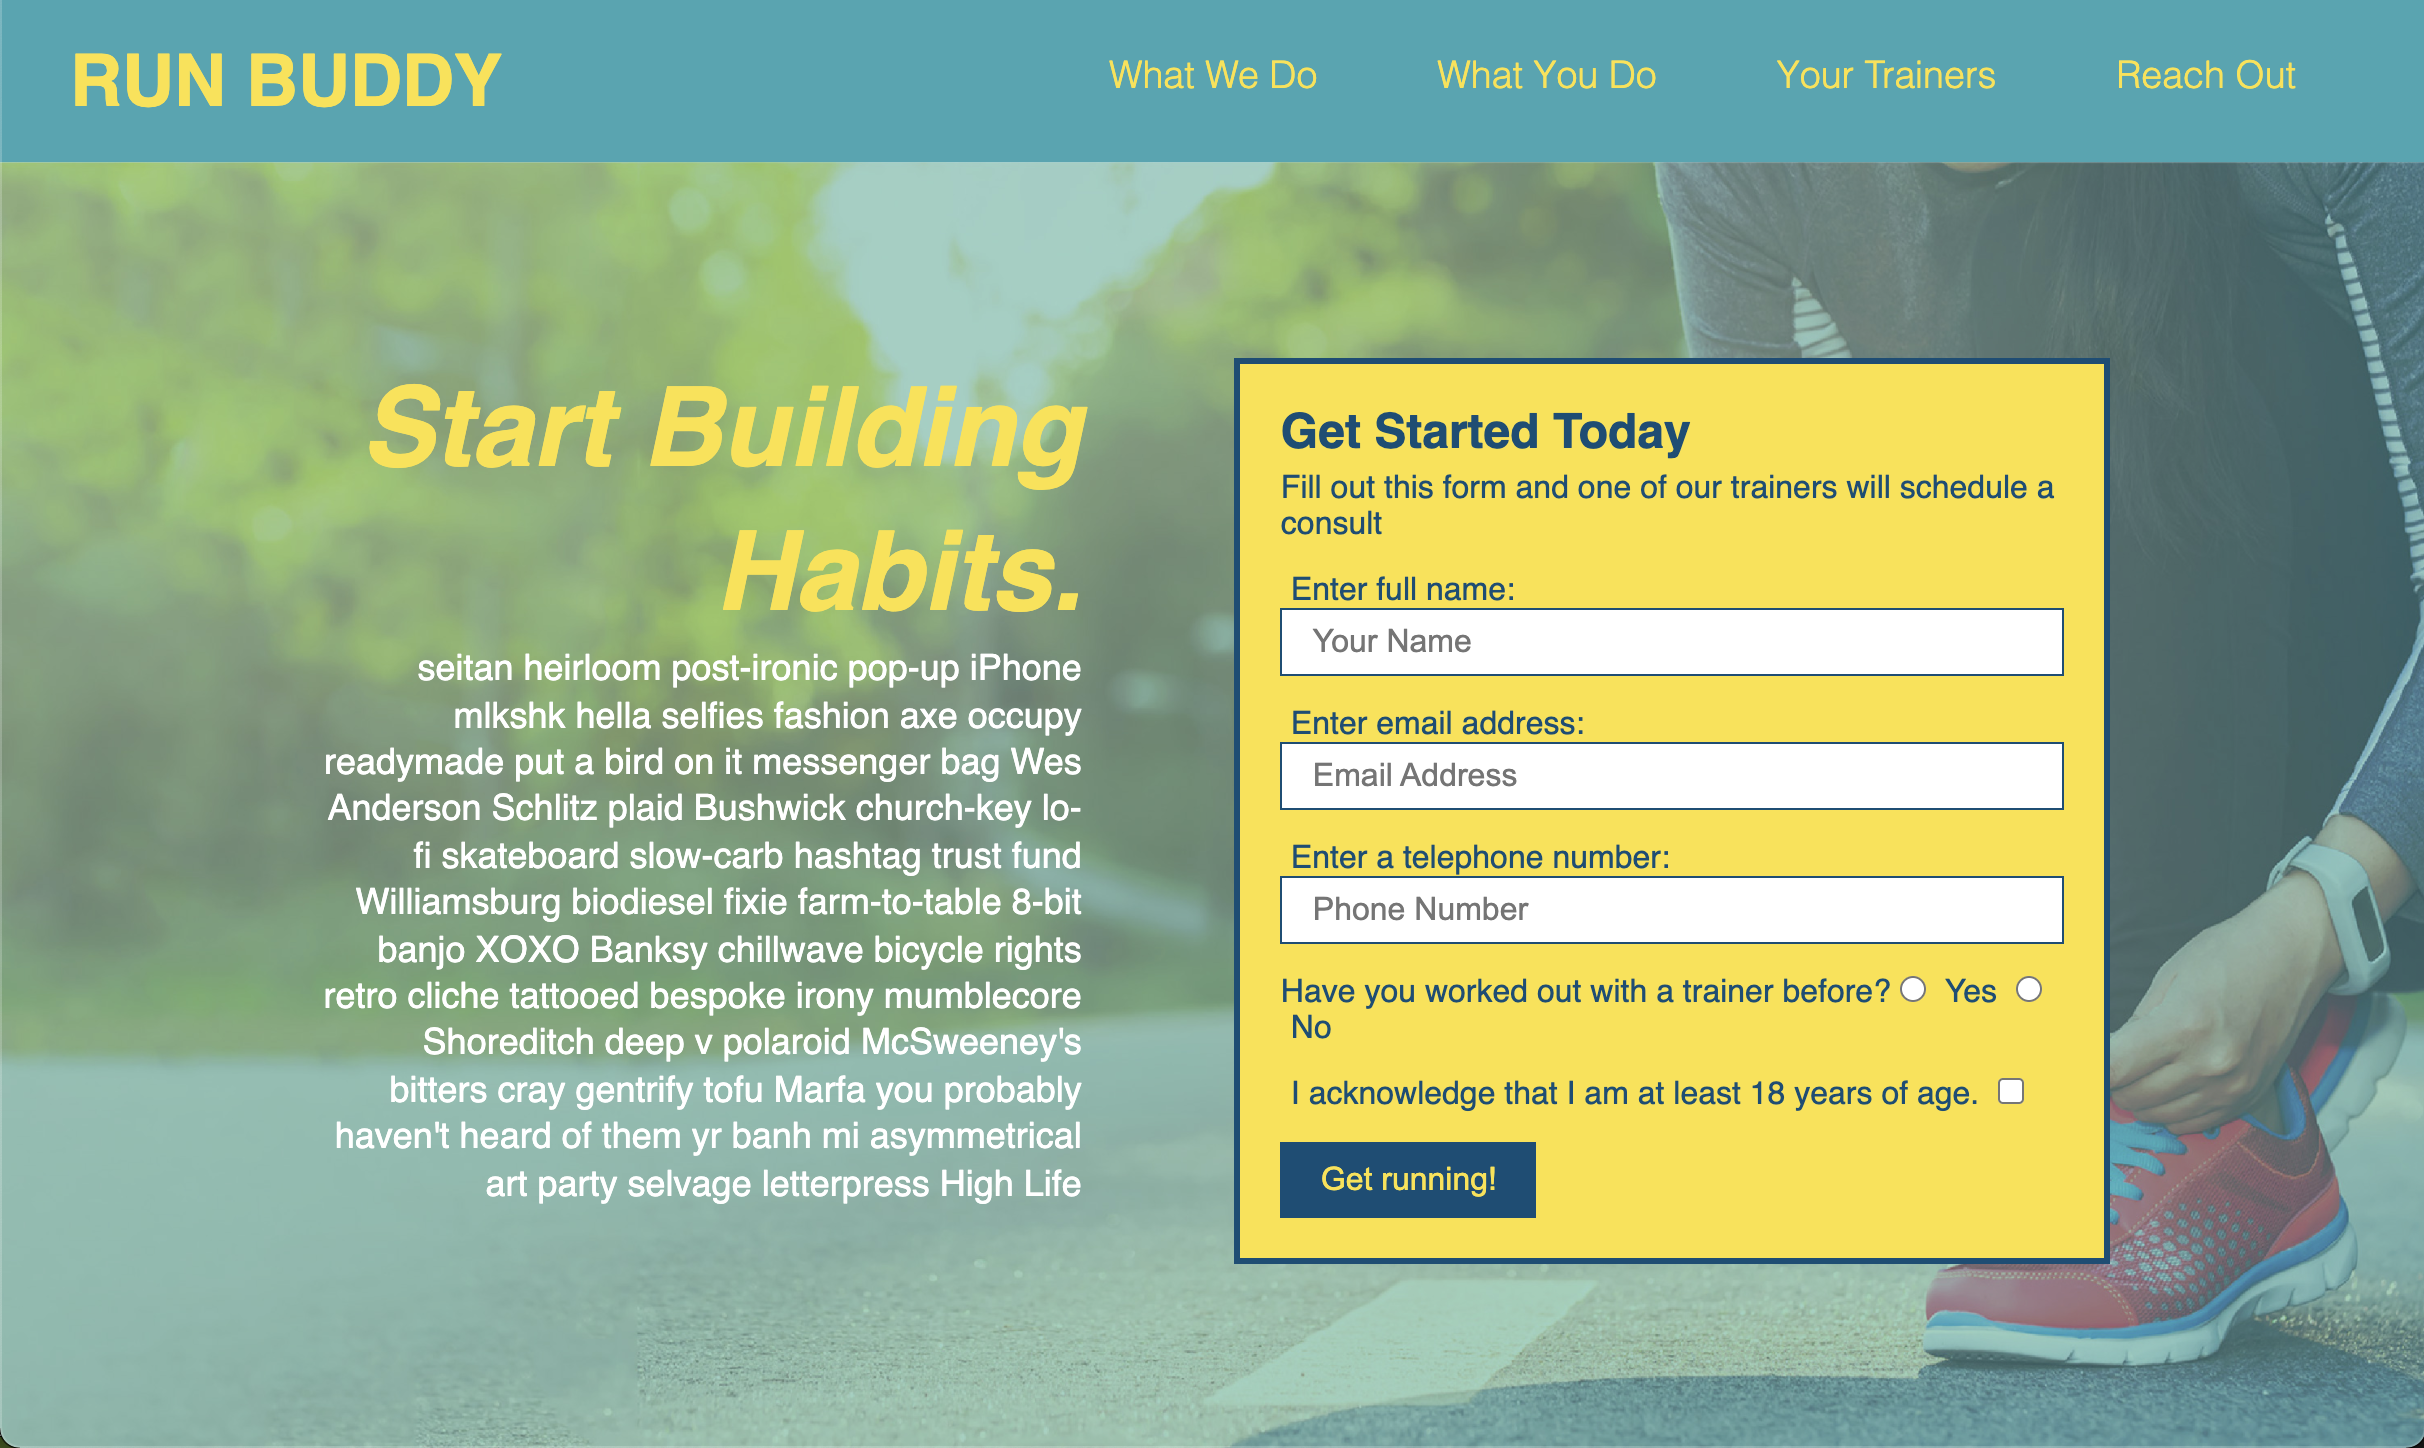 RUN BUDDY
What We Do
What You Do
Your Trainers
Reach Out
Start Building
Habits.
seitan heirloom post-ironic pop-up iPhone
mlkshk hella selfies fashion axe occupy
readymade put a bird on it messenger bag Wes
Anderson Schlitz plaid Bushwick church-key lo-
fi skateboard slow-carb hashtag trust fund
Williamsburg biodiesel fixie farm-to-table 8-bit
banjo XOXO Banksy chillwave bicycle rights
retro cliche tattooed bespoke irony mumblecore
Shoreditch deep v polaroid McSweeney's
bitters cray gentrify tofu Marfa you probably
haven't heard of them yr banh mi asymmetrical
art party selvage letterpress High Life
Get Started Today
Fill out this form and one of our trainers will schedule a
consult
Enter full name:
Your Name
Enter email address:
Email Address
Enter a telephone number:
Phone Number
Have you worked out with a trainer before? Yes
No
I acknowledge that I am at least 18 years of age.
Get running!